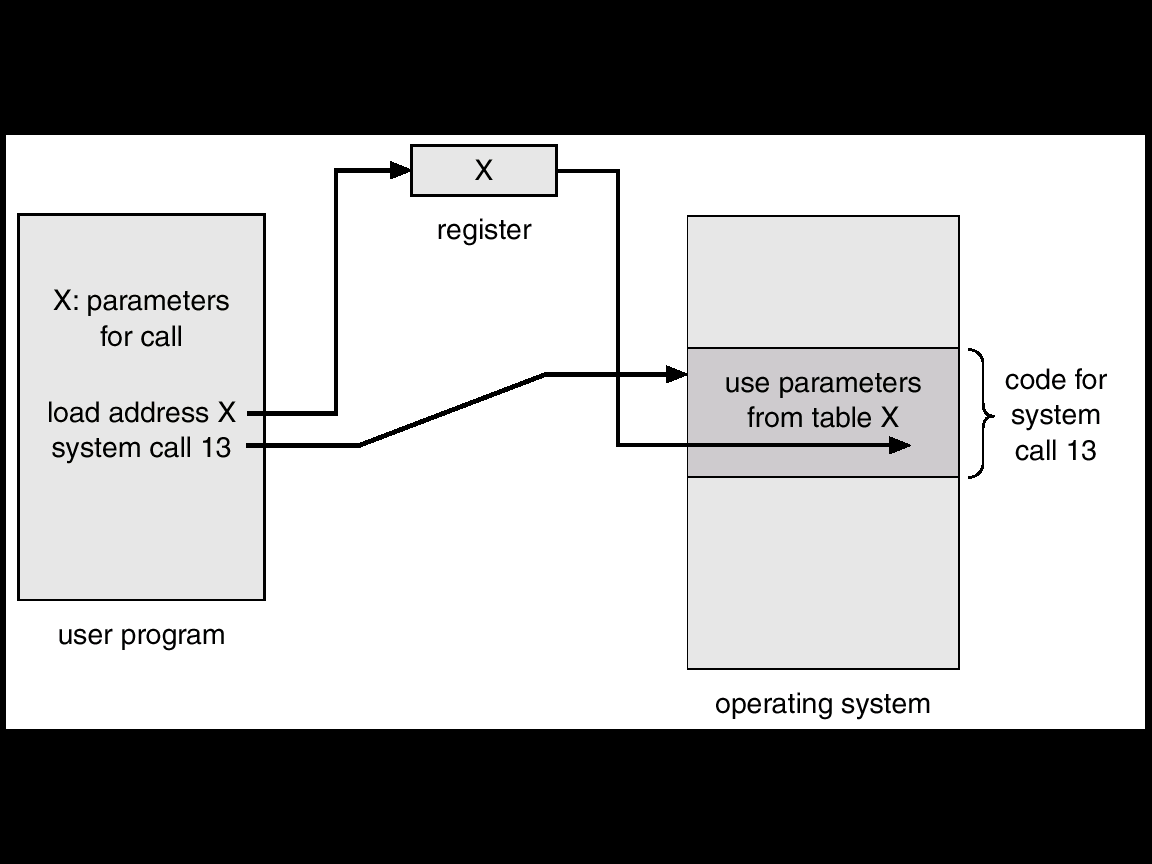 X
register
X: parameters
for call
load address X
system call 13
user program
use parameters
from table X
code for
system
call 13
operating system